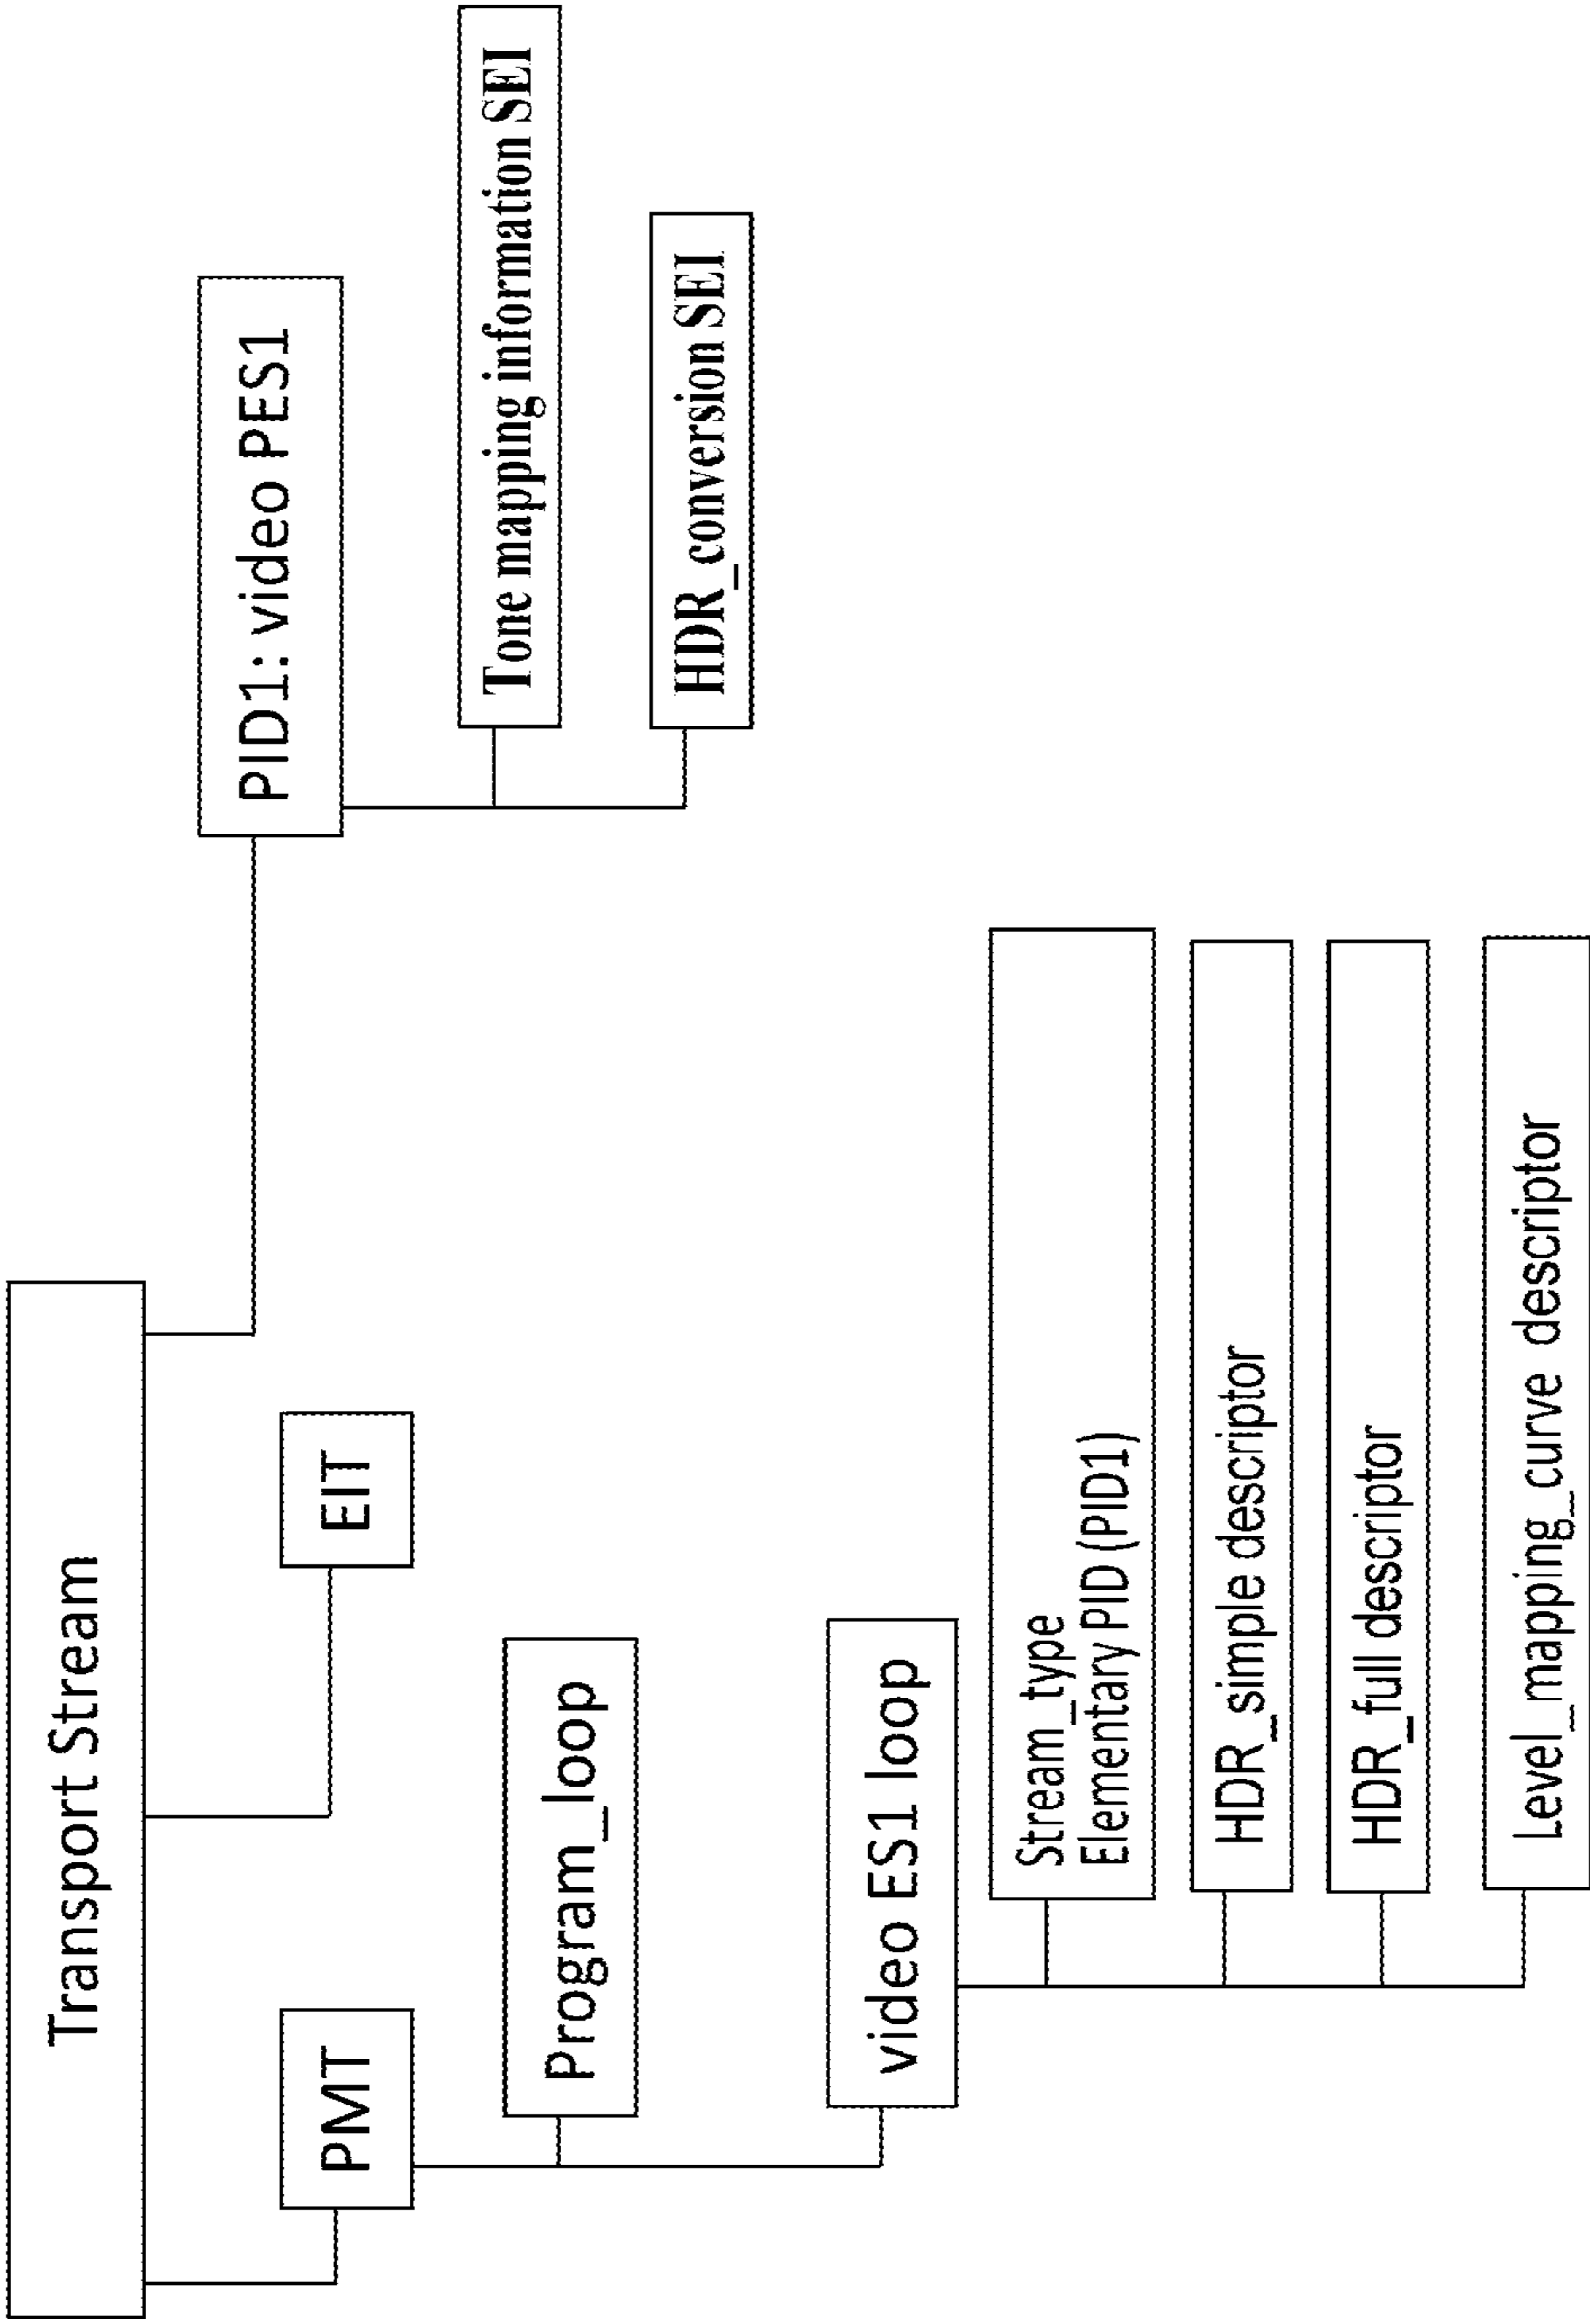 Transport Stream
PMT
EIT
PID1: video PES1
Program_loop
Tone mapping information SEI
HDR_conversion SEI
video ES1 loop
Stream_type
Elementary PID (PID1)
HDR_simple descriptor
HDR_full descriptor
Level_mapping_curve descriptor